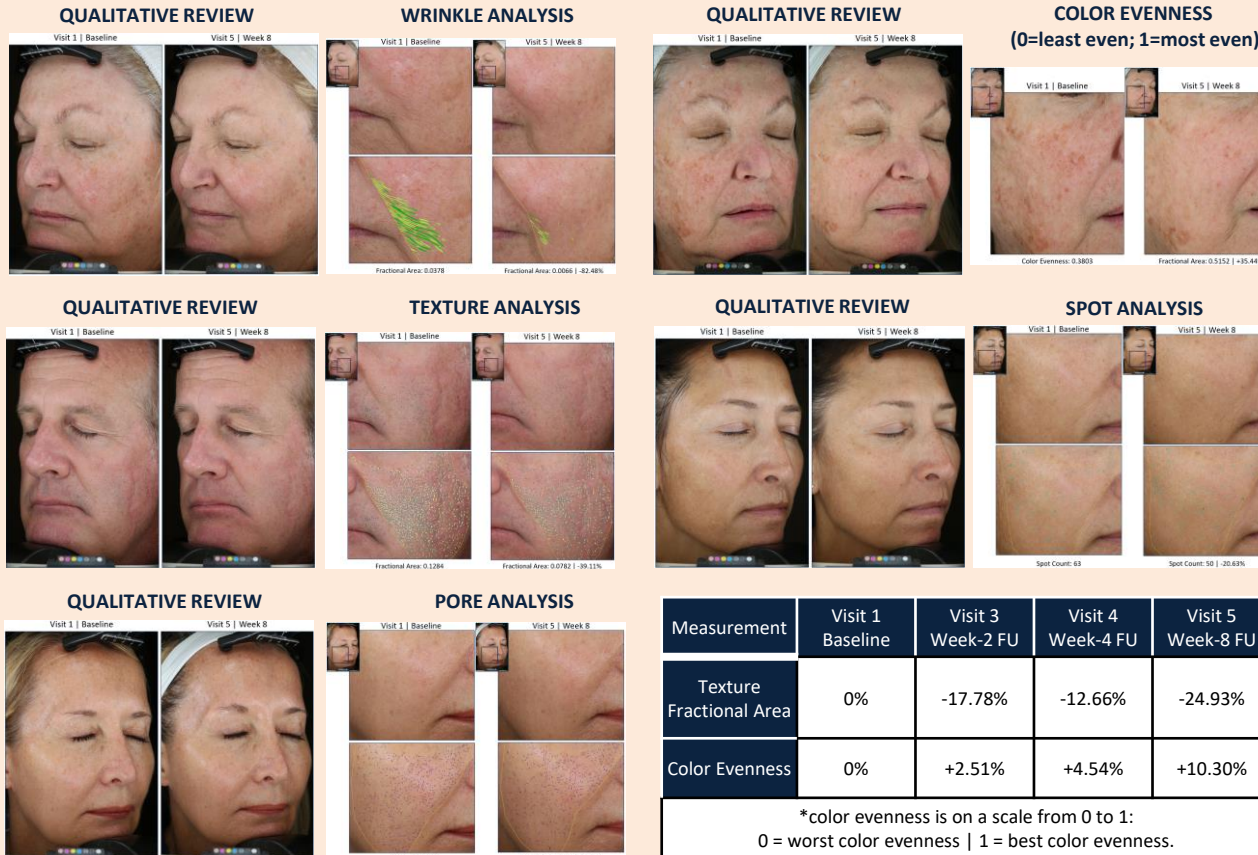 QUALITATIVE REVIEW
Visit 1 | Baseline
Visit 5 | Week 8
WRINKLE ANALYSIS
Visit 1 | Baseline
Visit 5 | Week 8
Fractional Area: 0.0378
Fractional Area: 0.0066 | -82.48%
QUALITATIVE REVIEW
Visit 1 | Baseline
Visit 5 | Week 8
COLOR EVENNESS
(0=least even; 1=most even)
Visit 1 | Baseline
Visit 5 | Week 8
Color Evenness: 0.3803
Fractional Area: 0.5152 | +35.44
QUALITATIVE REVIEW
Visit 1 | Baseline
Visit 5 | Week 8
TEXTURE ANALYSIS
Visit 1 | Baseline
Visit 5 | Week 8
Fractional Area: 0.1284
Fractional Area: 0.0782 | -39.11%
QUALITATIVE REVIEW
Visit 1 | Baseline
Visit 5 | Week 8
SPOT ANALYSIS
Visit 1 | Baseline
Visit 5 | Week 8
Spot Count: 63
Spot Count: 50 | -20.63%
QUALITATIVE REVIEW
Visit 1 | Baseline
Visit 5 | Week 8
PORE ANALYSIS
Visit 1 | Baseline
Visit 5 | Week 8
Measurement
Visit 1
Baseline
Visit 3
Week-2 FU
Visit 4
Week-4 FU
Visit 5
Week-8 FU
Texture
Fractional Area
0%
-17.78%
-12.66%
-24.93%
Color Evenness
0%
+2.51%
+4.54%
+10.30%
*color evenness is on a scale from 0 to 1:
0 = worst color evenness | 1 = best color evenness.